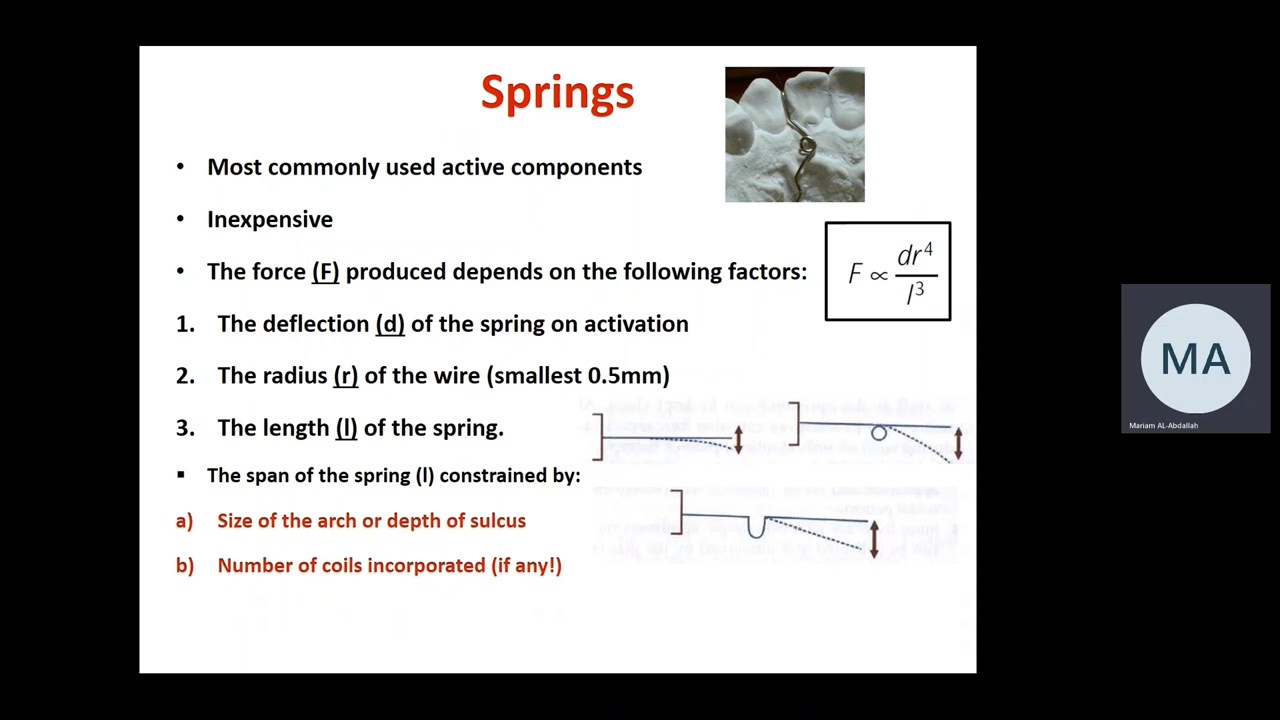 Springs
• Most commonly used active components
• Inexpensive
• The force (F) produced depends on the following factors:
F ∝ dr⁴ / l³
1. The deflection (d) of the spring on activation
2. The radius (r) of the wire (smallest 0.5mm)
3. The length (l) of the spring.
▪ The span of the spring (l) constrained by:
a) Size of the arch or depth of sulcus
b) Number of coils incorporated (if any!)
MA
Mariam AL-Abdallah